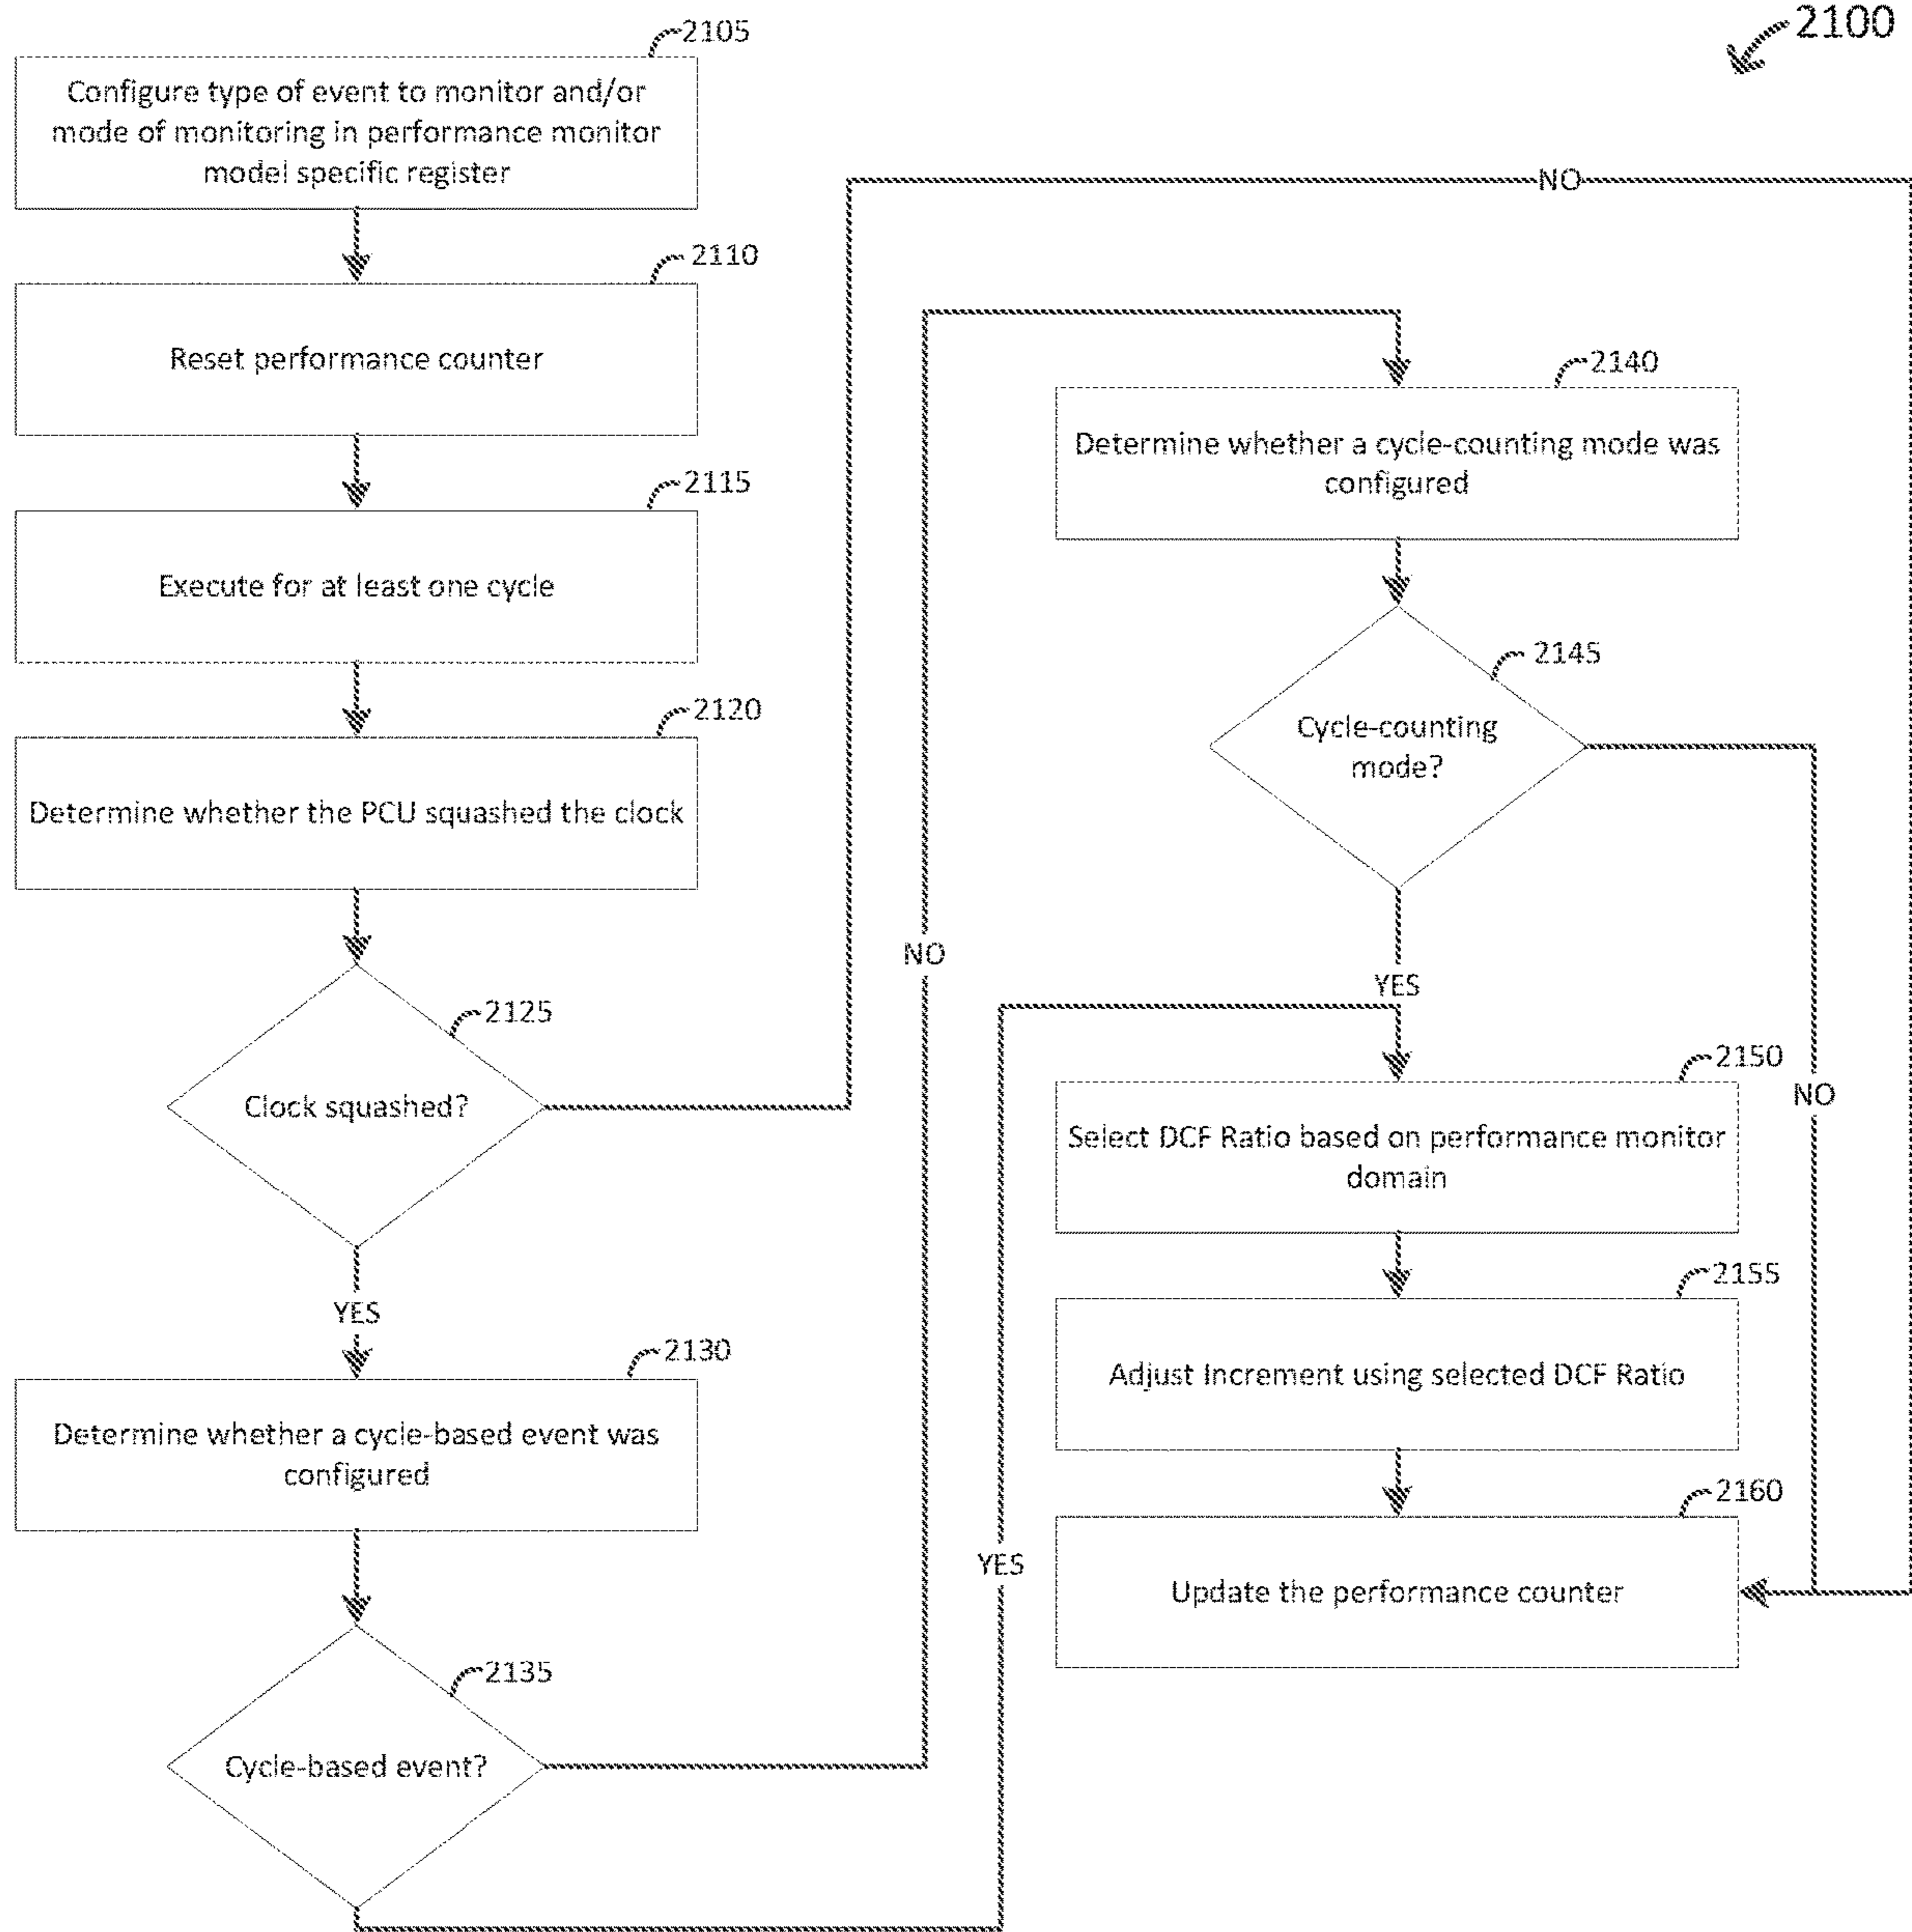 2100
2105
Configure type of event to monitor and/or
mode of monitoring in performance monitor
model specific register
2110
Reset performance counter
2115
Execute for at least one cycle
2120
Determine whether the PCU squashed the clock
2125
Clock squashed?
NO
YES
2130
Determine whether a cycle-based event was
configured
2135
Cycle-based event?
NO
YES
2140
Determine whether a cycle-counting mode was
configured
2145
Cycle-counting
mode?
YES
NO
2150
Select DCF Ratio based on performance monitor
domain
2155
Adjust Increment using selected DCF Ratio
2160
Update the performance counter